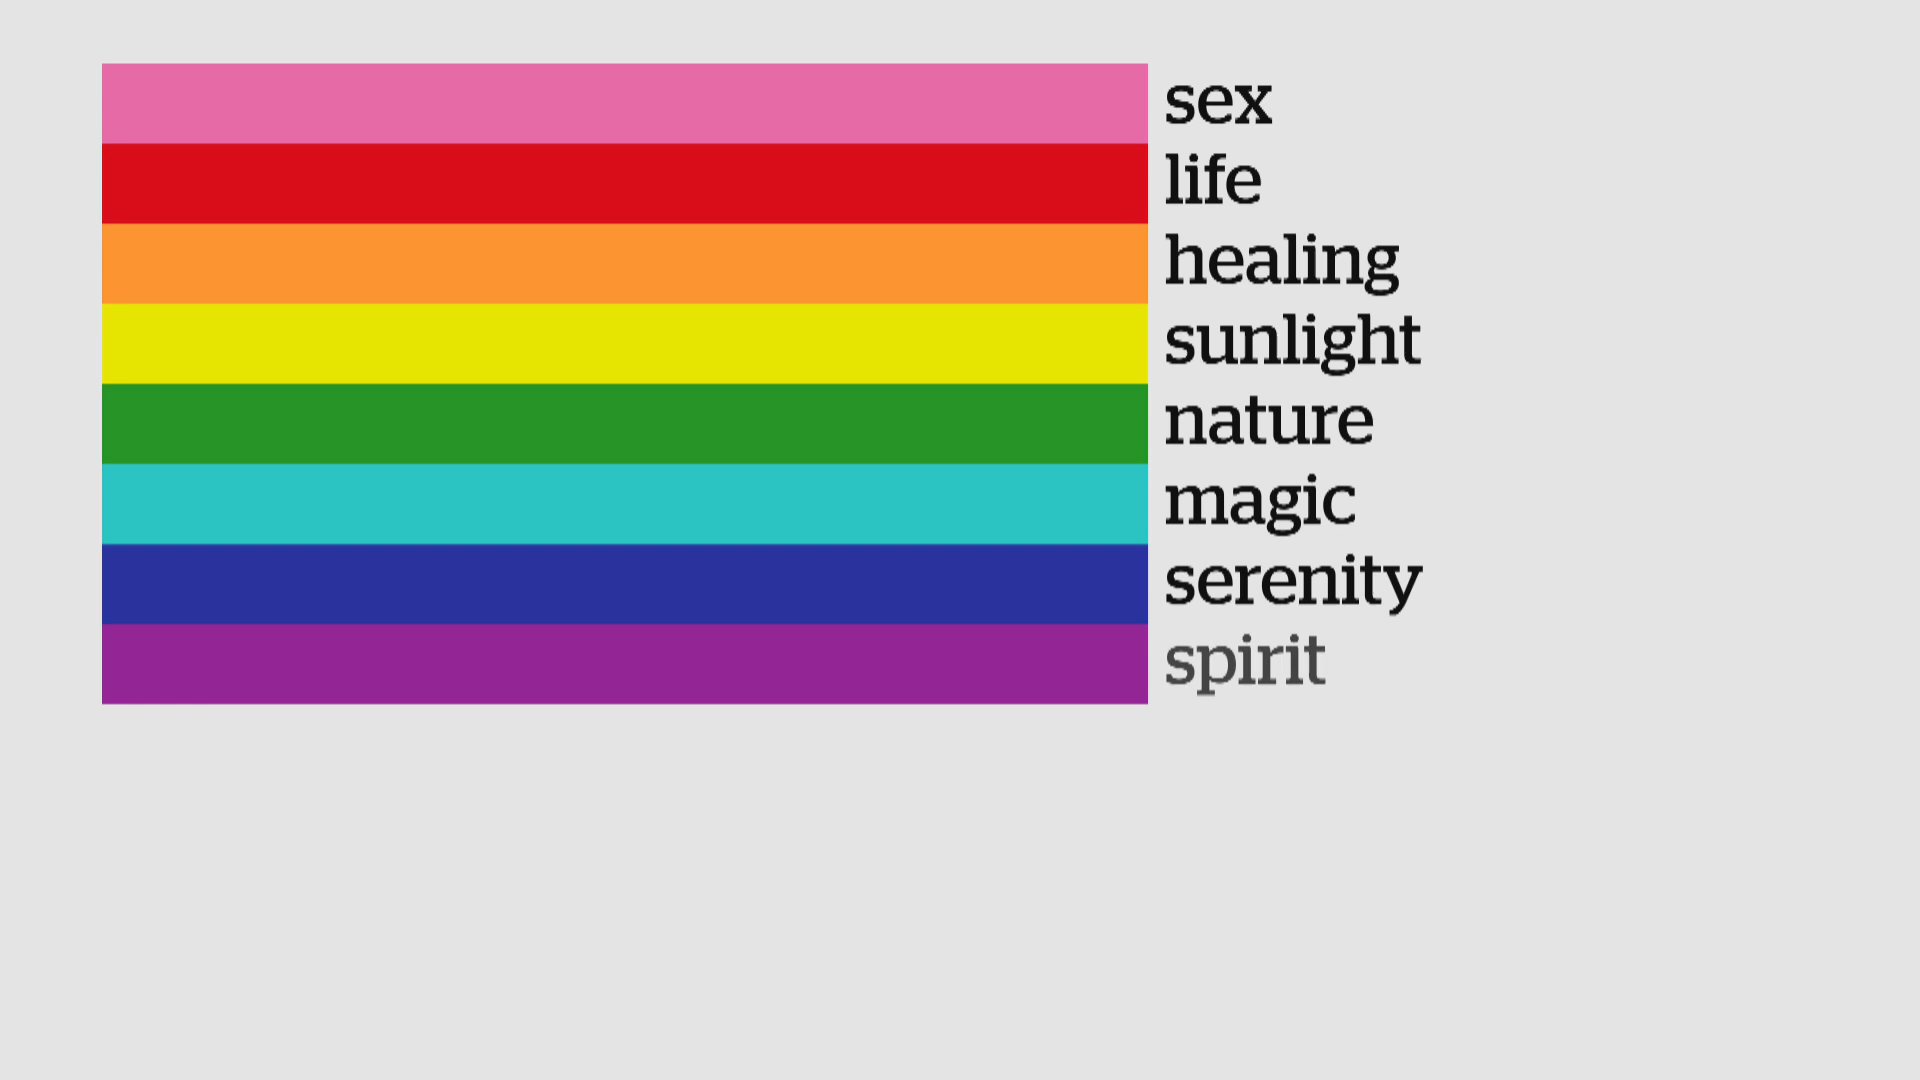 sex
life
healing
sunlight
nature
magic
serenity
spirit